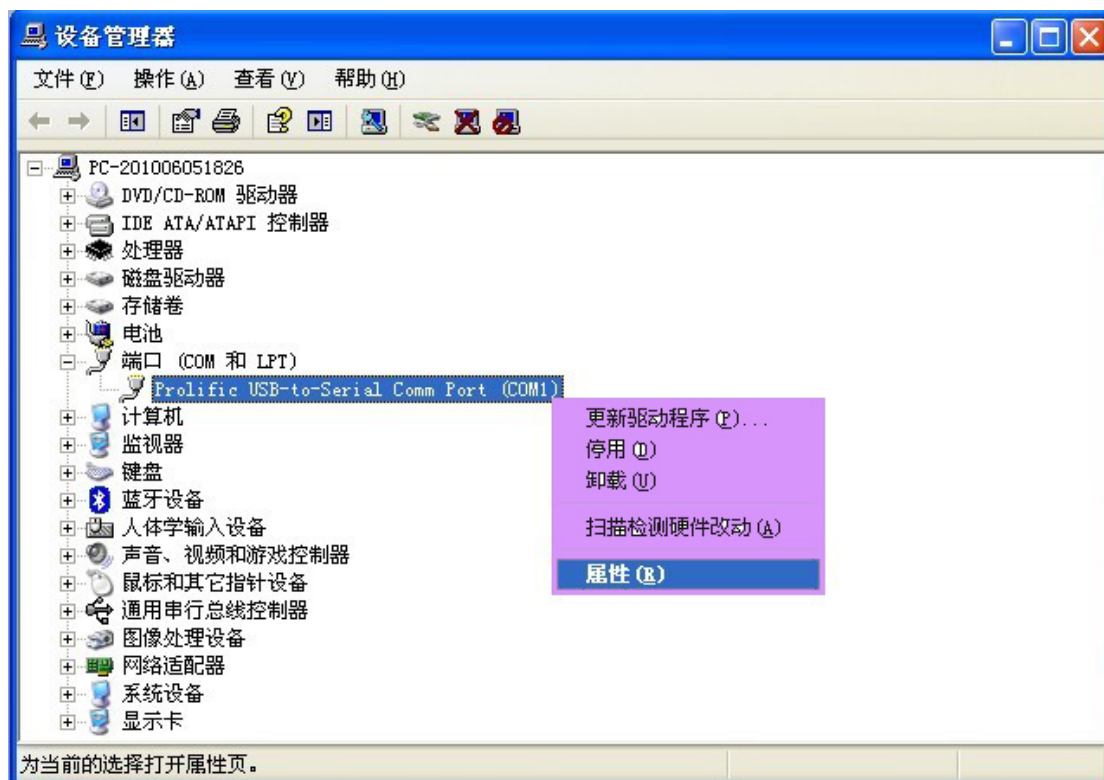 设备管理器
文件(F) 操作(A) 查看(V) 帮助(H)
PC-201006051826
DVD/CD-ROM 驱动器
IDE ATA/ATAPI 控制器
处理器
磁盘驱动器
存储卷
电池
端口 (COM 和 LPT)
Prolific USB-to-Serial Comm Port (COM1)
计算机
监视器
键盘
蓝牙设备
人体学输入设备
声音、视频和游戏控制器
鼠标和其它指针设备
通用串行总线控制器
图像处理设备
网络适配器
系统设备
显示卡
更新驱动程序(P)...
停用(D)
卸载(U)
扫描检测硬件改动(A)
属性(R)
为当前的选择打开属性页。